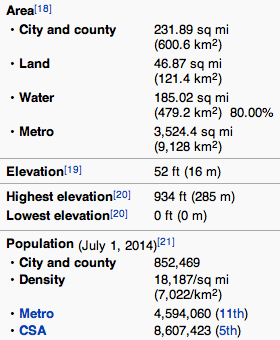 Area[18]
• City and county 231.89 sq mi
(600.6 km2)
• Land 46.87 sq mi
(121.4 km2)
• Water 185.02 sq mi
(479.2 km2) 80.00%
• Metro 3,524.4 sq mi
(9,128 km2)
Elevation[19] 52 ft (16 m)
Highest elevation[20] 934 ft (285 m)
Lowest elevation[20] 0 ft (0 m)
Population (July 1, 2014)[21]
• City and county 852,469
• Density 18,187/sq mi
(7,022/km2)
• Metro 4,594,060 (11th)
• CSA 8,607,423 (5th)